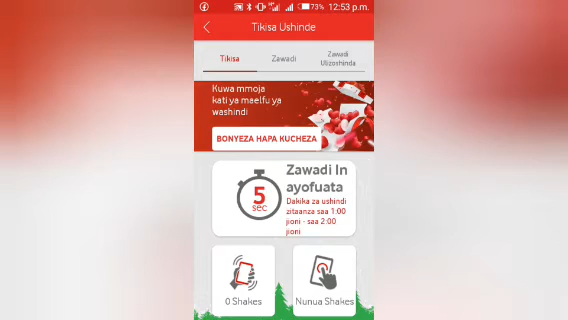 73% 12:53 p.m.
Tikisa Ushinde
Tikisa
Zawadi
Zawadi
Ulizoshinda
Kuwa mmoja
kati ya maelfu ya
washindi
BONYEZA HAPA KUCHEZA
5
sec
Zawadi In
ayofuata
Dakika za ushindi
zitaanza saa 1:00
jioni - saa 2:00
jioni
0 Shakes
Nunua Shakes